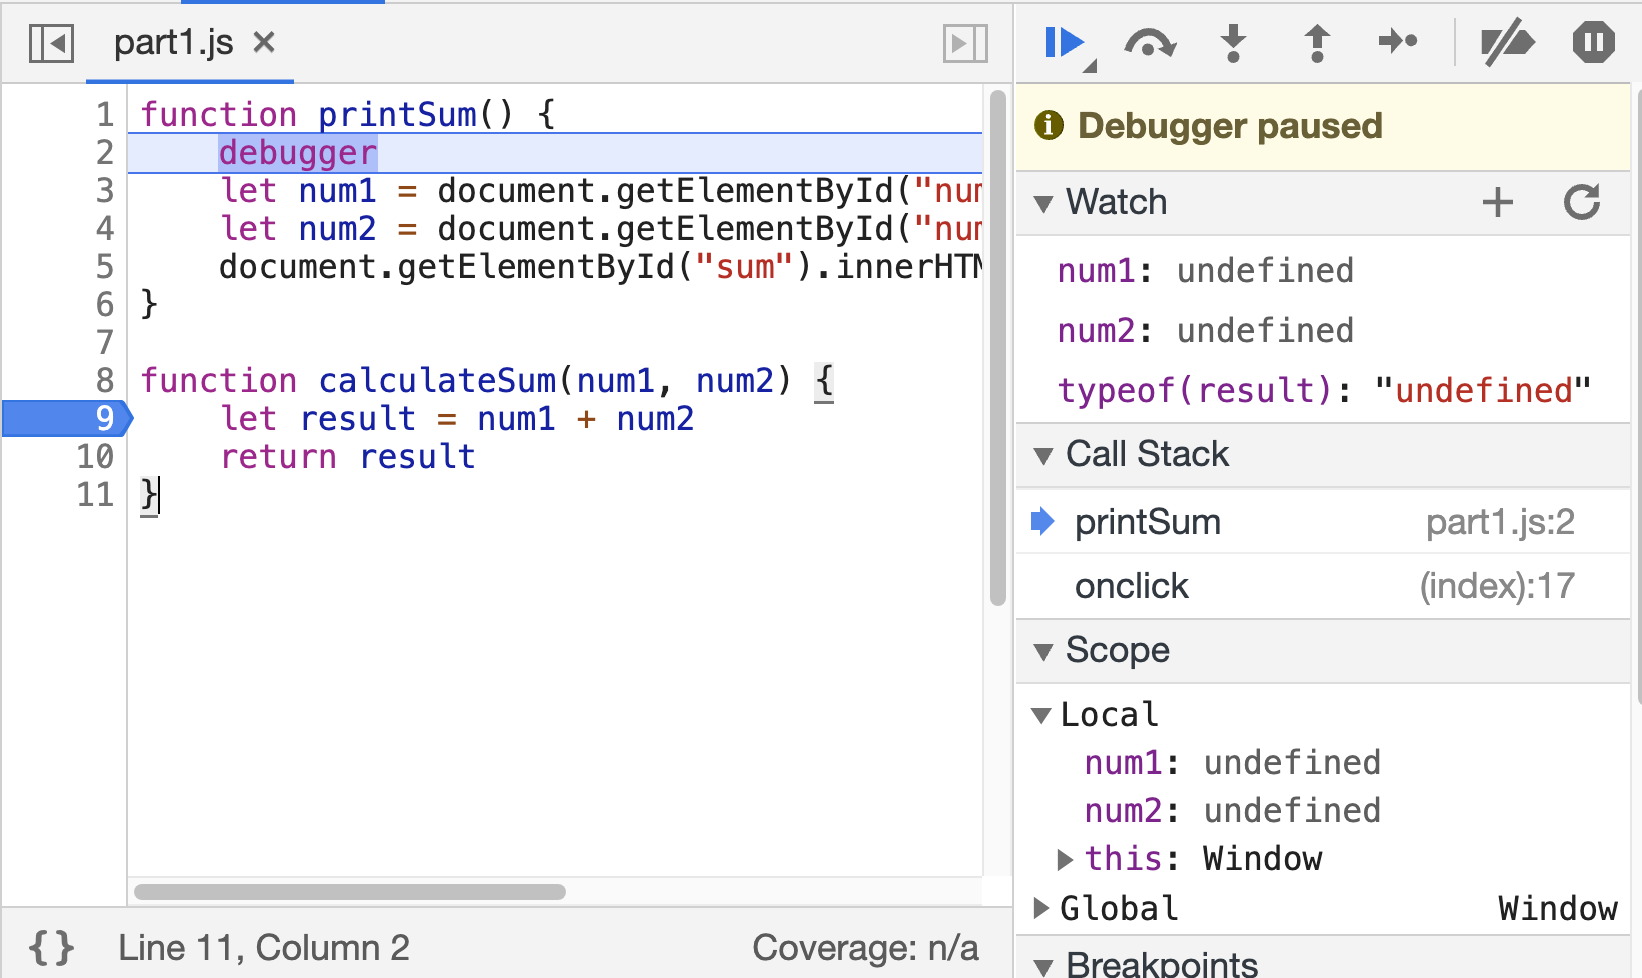 part1.js ×
1 function printSum() {
2 debugger
3 let num1 = document.getElementById("num
4 let num2 = document.getElementById("num
5 document.getElementById("sum").innerHTM
6 }
7
8 function calculateSum(num1, num2) {
9 let result = num1 + num2
10 return result
11 }
{} Line 11, Column 2 Coverage: n/a
Debugger paused
Watch
num1: undefined
num2: undefined
typeof(result): "undefined"
Call Stack
printSum part1.js:2
onclick (index):17
Scope
Local
num1: undefined
num2: undefined
this: Window
Global Window
Breakpoints